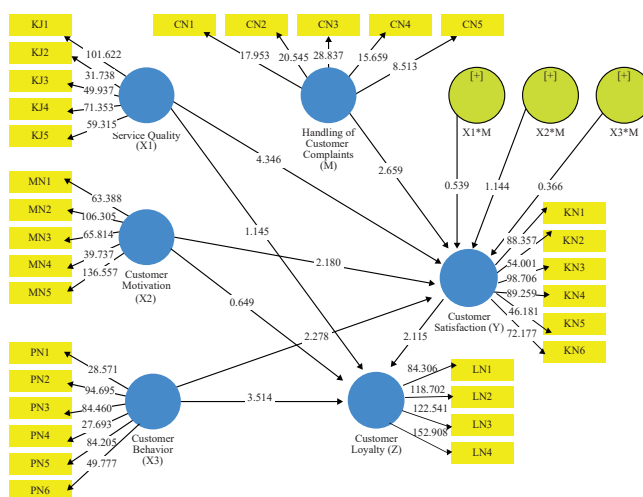 KJ1
KJ2
KJ3
KJ4
KJ5
101.622
31.738
49.937
71.353
59.315
Service Quality
(X1)
CN1
CN2
CN3
CN4
CN5
17.953
20.545
28.837
15.659
8.513
Handling of
Customer
Complaints
(M)
[+]
[+]
[+]
X1*M
X2*M
X3*M
4.346
2.659
0.539
1.144
0.366
MN1
MN2
MN3
MN4
MN5
63.388
106.305
65.814
39.737
136.557
Customer
Motivation
(X2)
1.145
2.180
0.649
KN1
KN2
KN3
KN4
KN5
KN6
88.357
54.001
98.706
89.259
46.181
72.177
Customer
Satisfaction (Y)
2.278
2.115
3.514
PN1
PN2
PN3
PN4
PN5
PN6
28.571
94.695
84.460
27.693
84.205
49.777
Customer
Behavior
(X3)
LN1
LN2
LN3
LN4
84.306
118.702
122.541
152.908
Customer
Loyalty (Z)